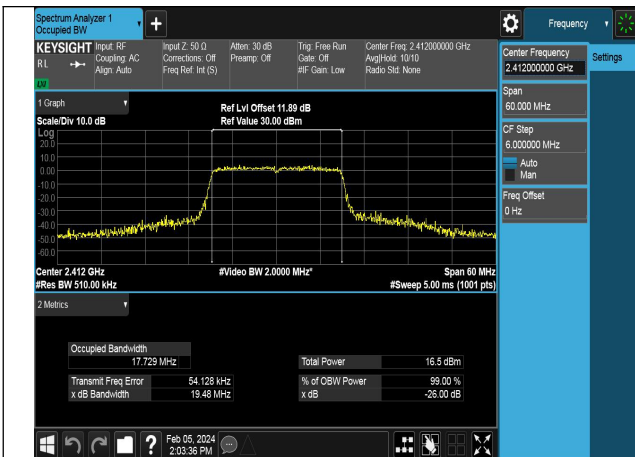 Spectrum Analyzer 1
Occupied BW
+
Frequency
KEYSIGHT
R L
Input: RF
Coupling: AC
Align: Auto
Input Z: 50 Ω
Corrections: Off
Freq Ref: Int (S)
Atten: 30 dB
Preamp: Off
Trig: Free Run
Gate: Off
#IF Gain: Low
Center Freq: 2.412000000 GHz
Avg|Hold: 10/10
Radio Std: None
Center Frequency
2.412000000 GHz
Settings
Span
60.000 MHz
CF Step
6.000000 MHz
Auto
Man
Freq Offset
0 Hz
1 Graph
Scale/Div 10.0 dB
Ref Lvl Offset 11.89 dB
Ref Value 30.00 dBm
Log
20.0
10.0
0.00
-10.0
-20.0
-30.0
-40.0
-50.0
-60.0
Center 2.412 GHz
#Res BW 510.00 kHz
#Video BW 2.0000 MHz*
Span 60 MHz
#Sweep 5.00 ms (1001 pts)
2 Metrics
Occupied Bandwidth
17.729 MHz
Total Power 16.5 dBm
Transmit Freq Error 54.128 kHz
% of OBW Power 99.00 %
x dB Bandwidth 19.48 MHz
x dB -26.00 dB
?
Feb 05, 2024
2:03:36 PM